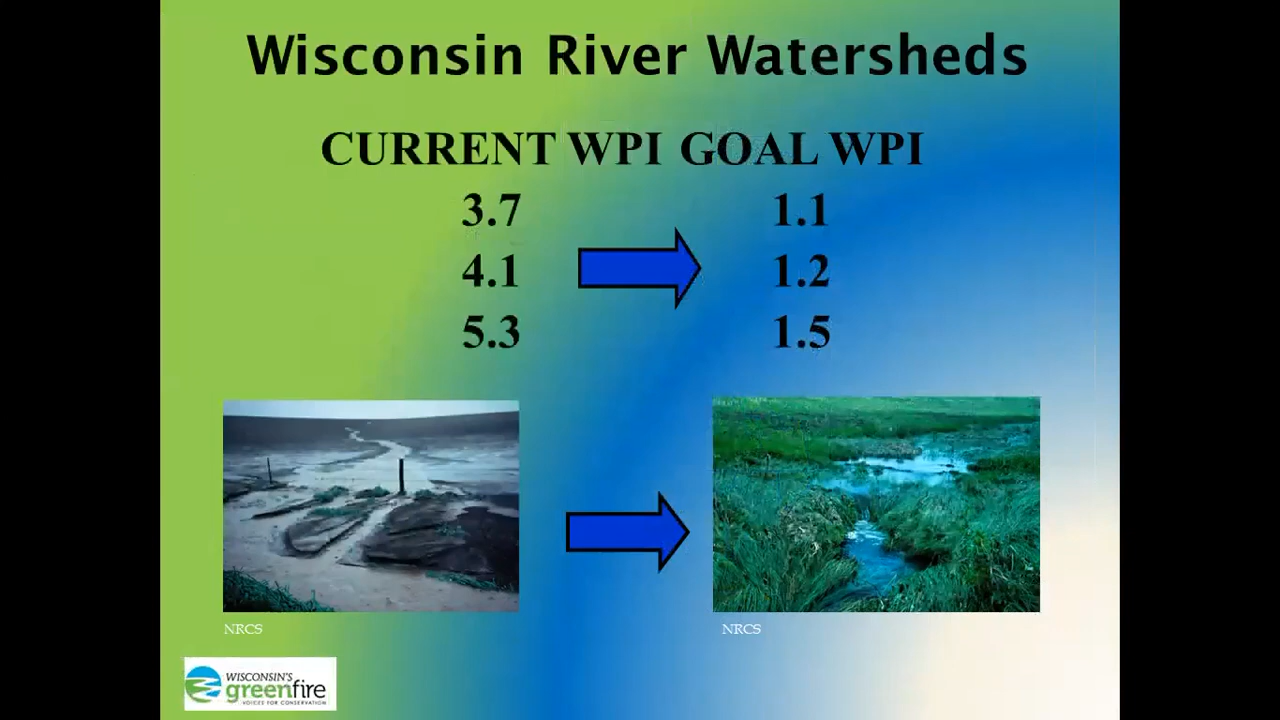 Wisconsin River Watersheds
CURRENT WPI GOAL WPI
3.7 1.1
4.1 1.2
5.3 1.5
NRCS NRCS
WISCONSIN'S
greenfire
VOICES FOR CONSERVATION